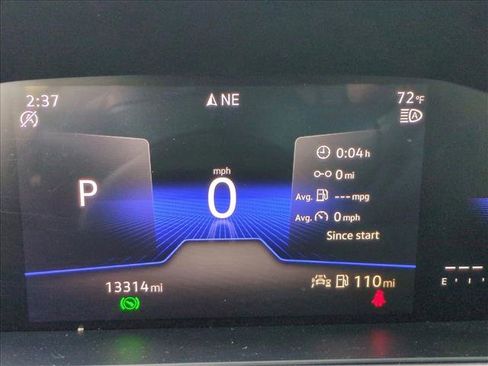 2:37
NE
72°F
A
A
0:04 h
mph
0 mi
P
0
Avg. --- mpg
Avg. 0 mph
Since start
13314 mi
110 mi
E